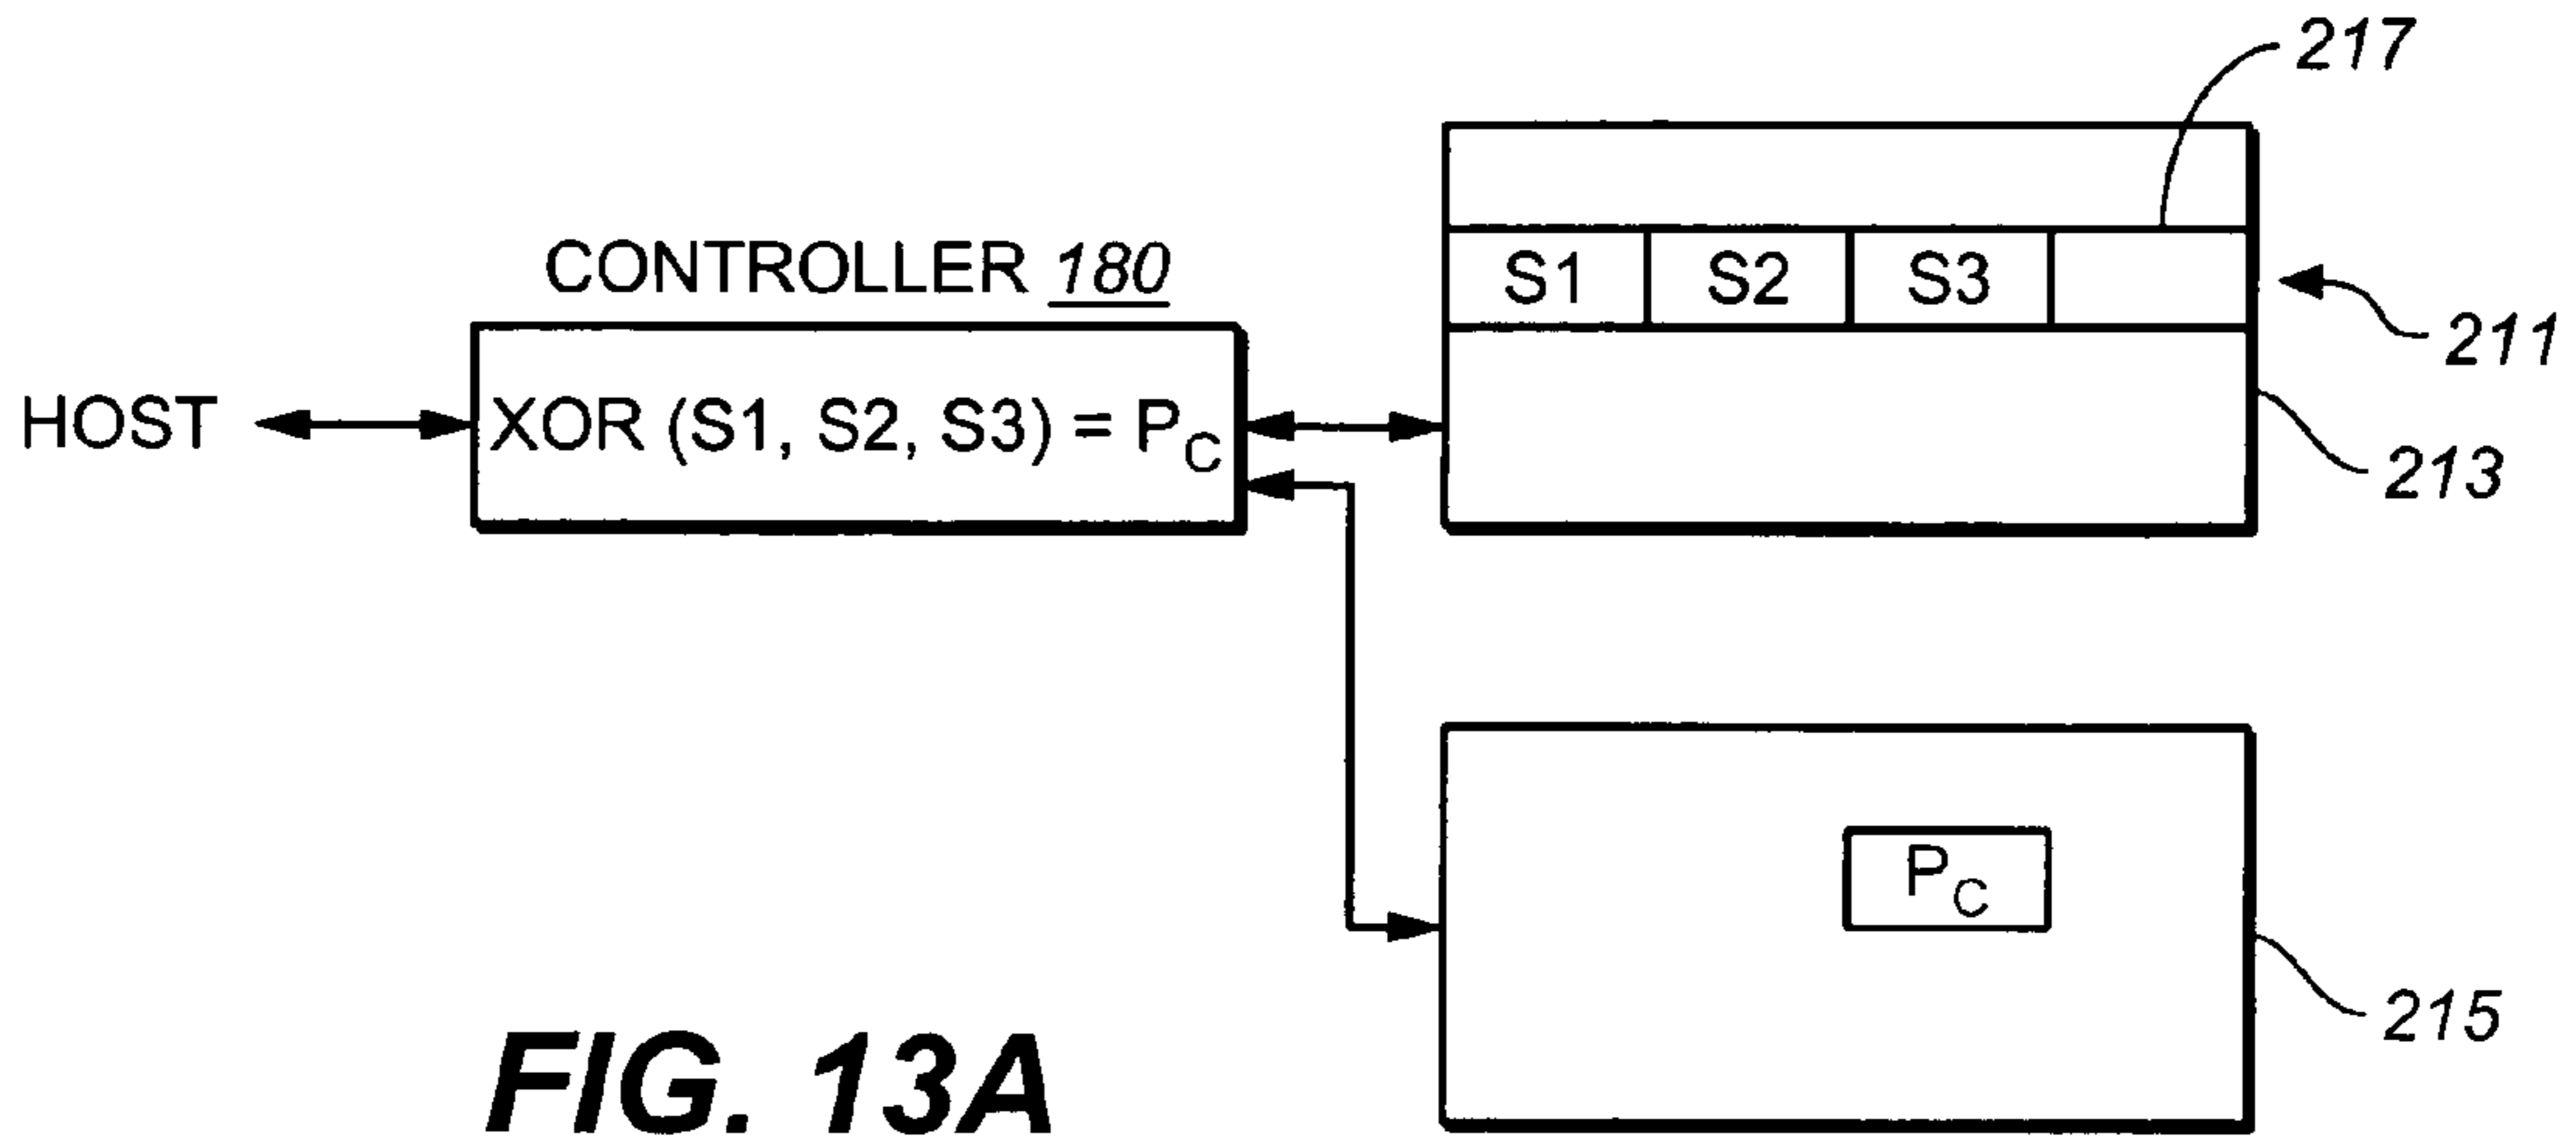 217
CONTROLLER 180
S1 S2 S3
211
HOST
XOR (S1, S2, S3) = PC
213
PC
215
FIG. 13A